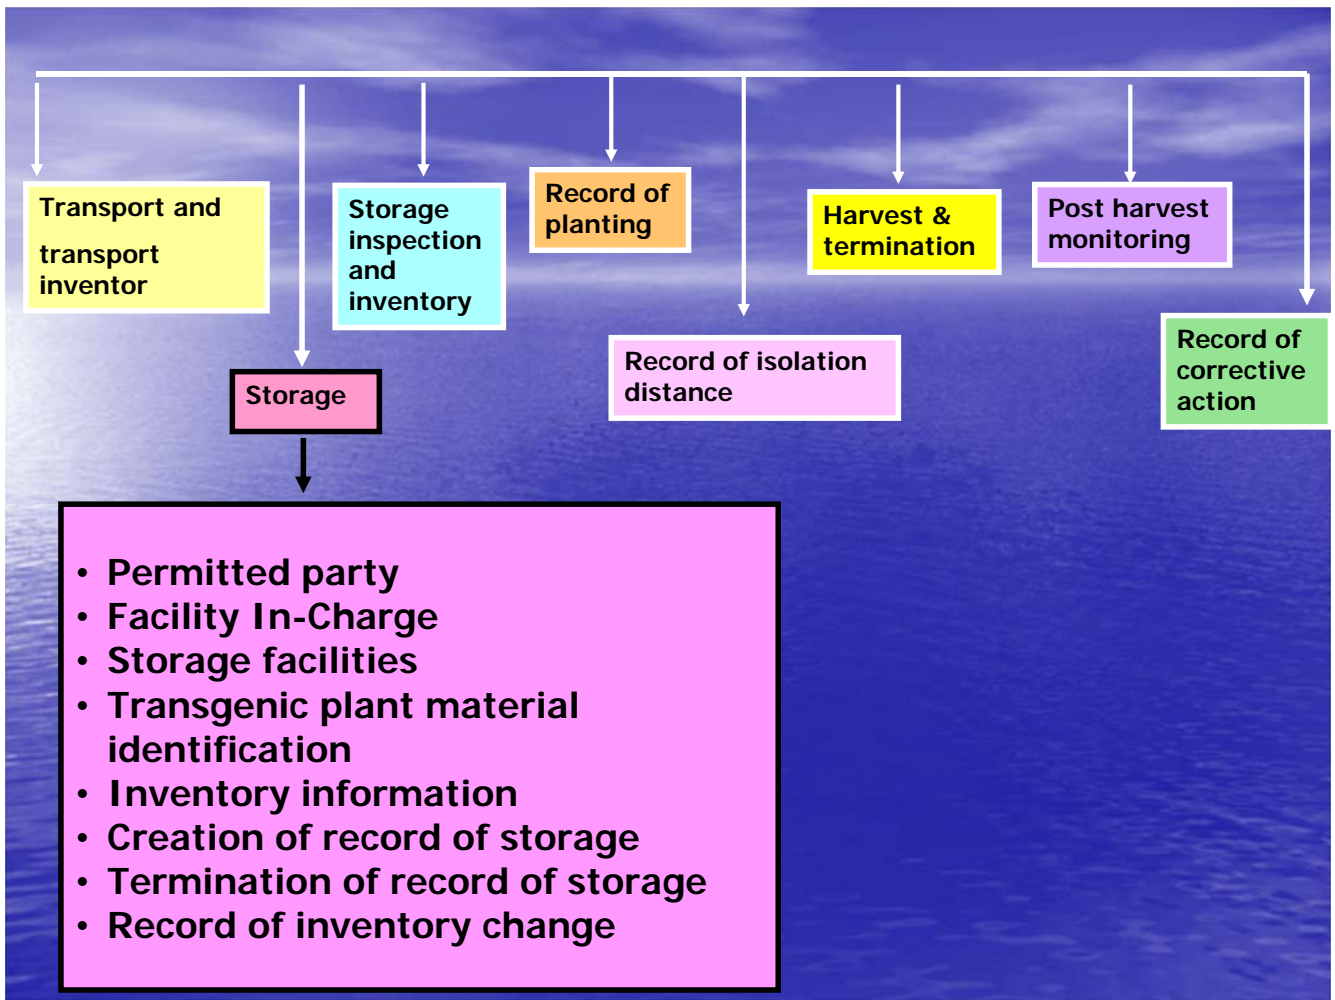 Transport and
transport
inventor
Storage
inspection
and
inventory
Record of
planting
Harvest &
termination
Post harvest
monitoring
Record of isolation
distance
Record of
corrective
action
Storage
• Permitted party
• Facility In-Charge
• Storage facilities
• Transgenic plant material
identification
• Inventory information
• Creation of record of storage
• Termination of record of storage
• Record of inventory change